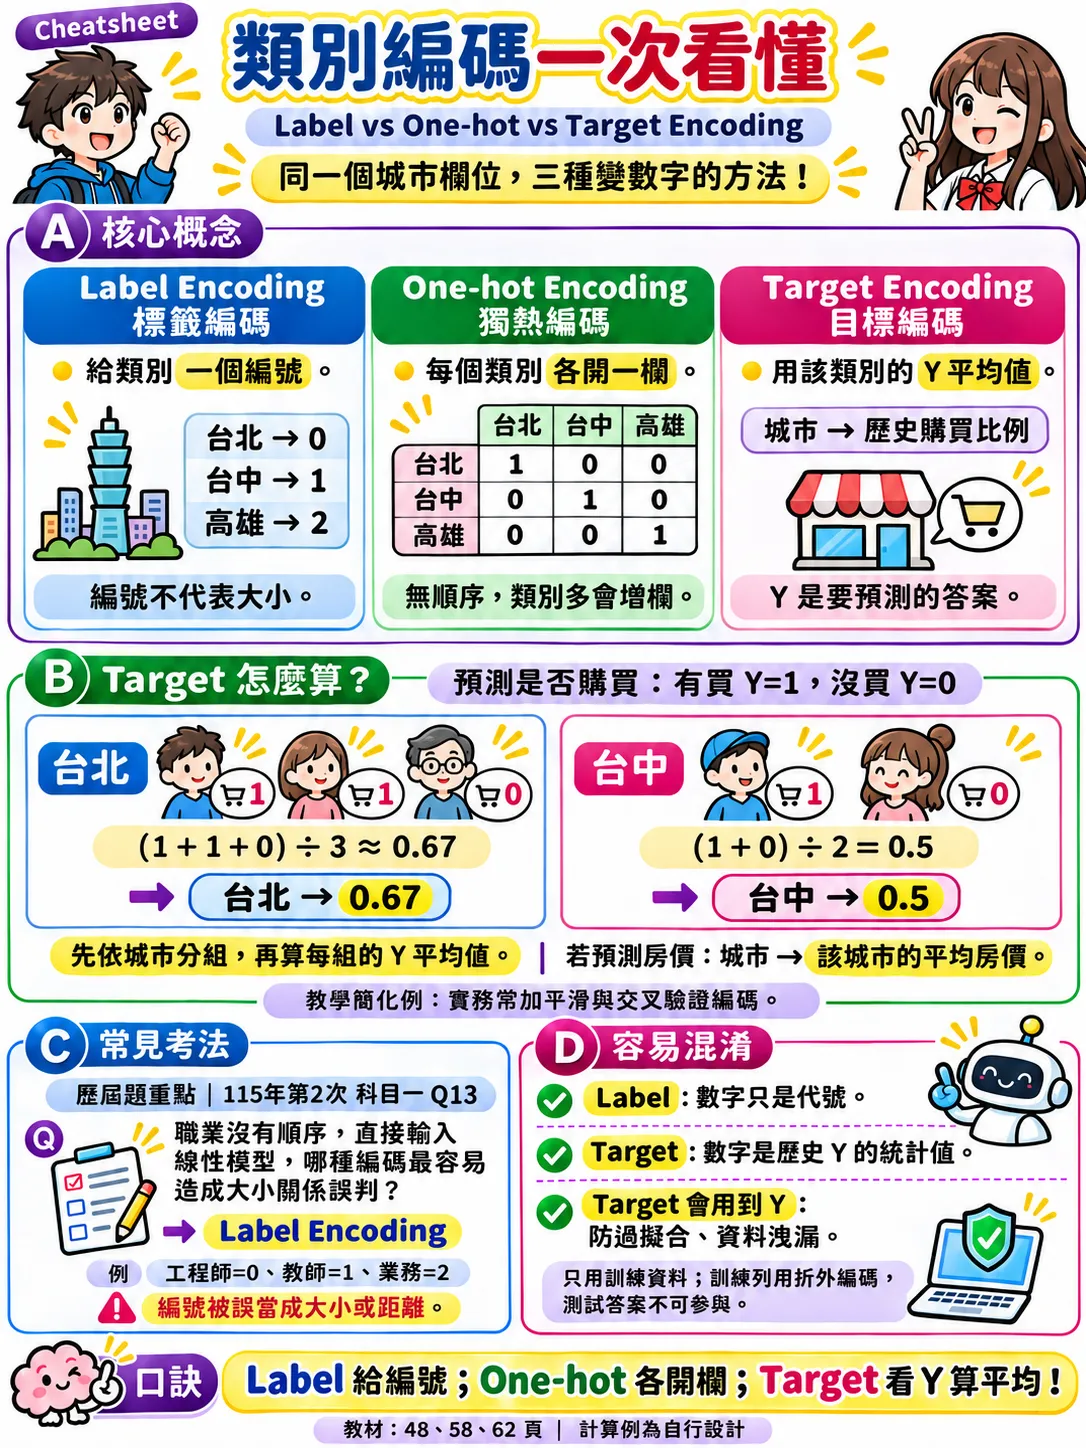 Cheatsheet
類別編碼一次看懂
Label vs One-hot vs Target Encoding
同一個城市欄位，三種變數字的方法！
A 核心概念
Label Encoding
標籤編碼
給類別 一個編號。
台北 → 0
台中 → 1
高雄 → 2
編號不代表大小。
One-hot Encoding
獨熱編碼
每個類別 各開一欄。
台北 台中 高雄
台北 1 0 0
台中 0 1 0
高雄 0 0 1
無順序，類別多會增欄。
Target Encoding
目標編碼
用該類別的 Y 平均值。
城市 → 歷史購買比例
Y 是要預測的答案。
B Target 怎麼算？
預測是否購買：有買 Y=1，沒買 Y=0
台北
1 1 0
(1 + 1 + 0) ÷ 3 ≈ 0.67
台北 → 0.67
台中
1 0
(1 + 0) ÷ 2 = 0.5
台中 → 0.5
先依城市分組，再算每組的 Y 平均值。
若預測房價：城市 → 該城市的平均房價。
教學簡化例：實務常加平滑與交叉驗證編碼。
C 常見考法
歷屆題重點｜115年第2次 科目一 Q13
Q
職業沒有順序，直接輸入
線性模型，哪種編碼最容易
造成大小關係誤判？
Label Encoding
例 工程師=0、教師=1、業務=2
編號被誤當成大小或距離。
D 容易混淆
Label：數字只是代號。
Target：數字是歷史 Y 的統計值。
Target 會用到 Y：
防過擬合、資料洩漏。
只用訓練資料；訓練列用折外編碼，
測試答案不可參與。
口訣
Label 給編號；One-hot 各開欄；Target 看 Y 算平均！
教材：48、58、62 頁｜計算例為自行設計